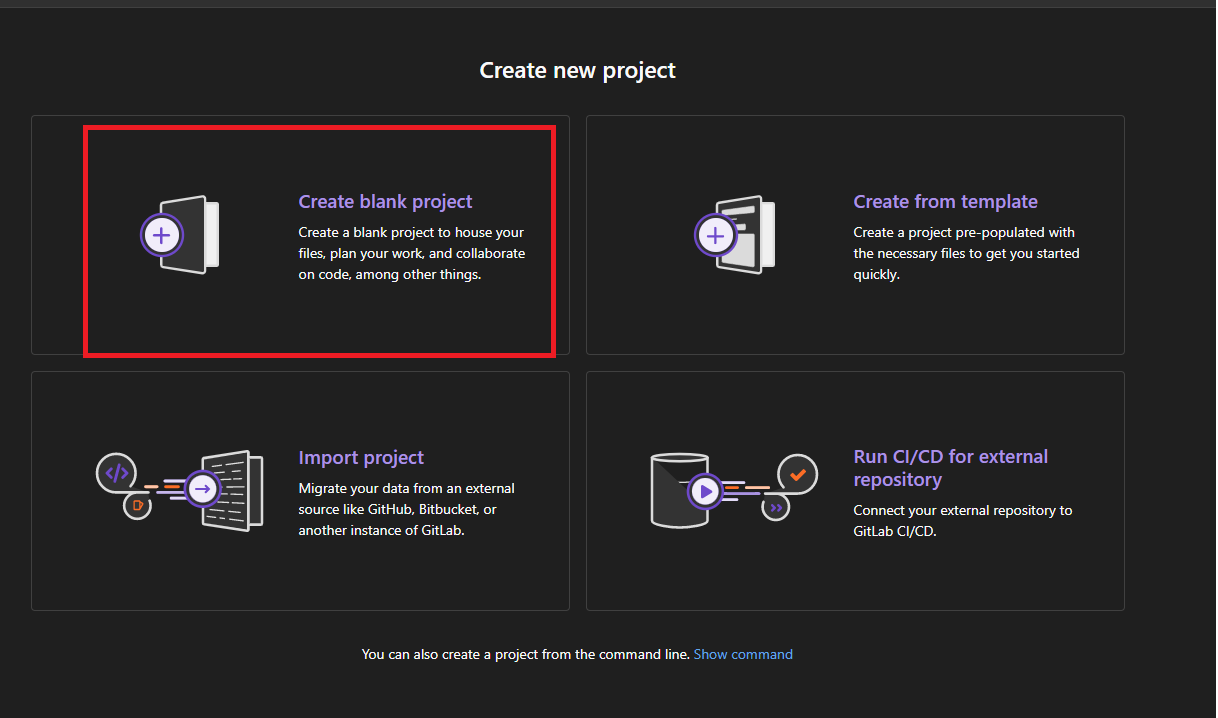 Create new project
Create blank project
Create a blank project to house your
files, plan your work, and collaborate
on code, among other things.
Create from template
Create a project pre-populated with
the necessary files to get you started
quickly.
Import project
Migrate your data from an external
source like GitHub, Bitbucket, or
another instance of GitLab.
Run CI/CD for external
repository
Connect your external repository to
GitLab CI/CD.
You can also create a project from the command line. Show command